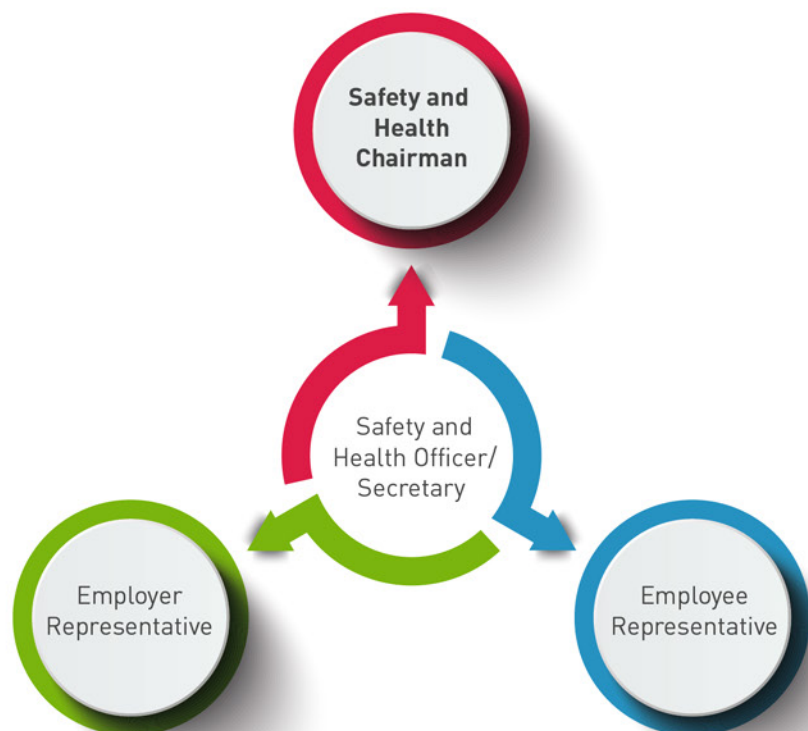 Safety and
Health
Chairman
Safety and
Health Officer/
Secretary
Employer
Representative
Employee
Representative